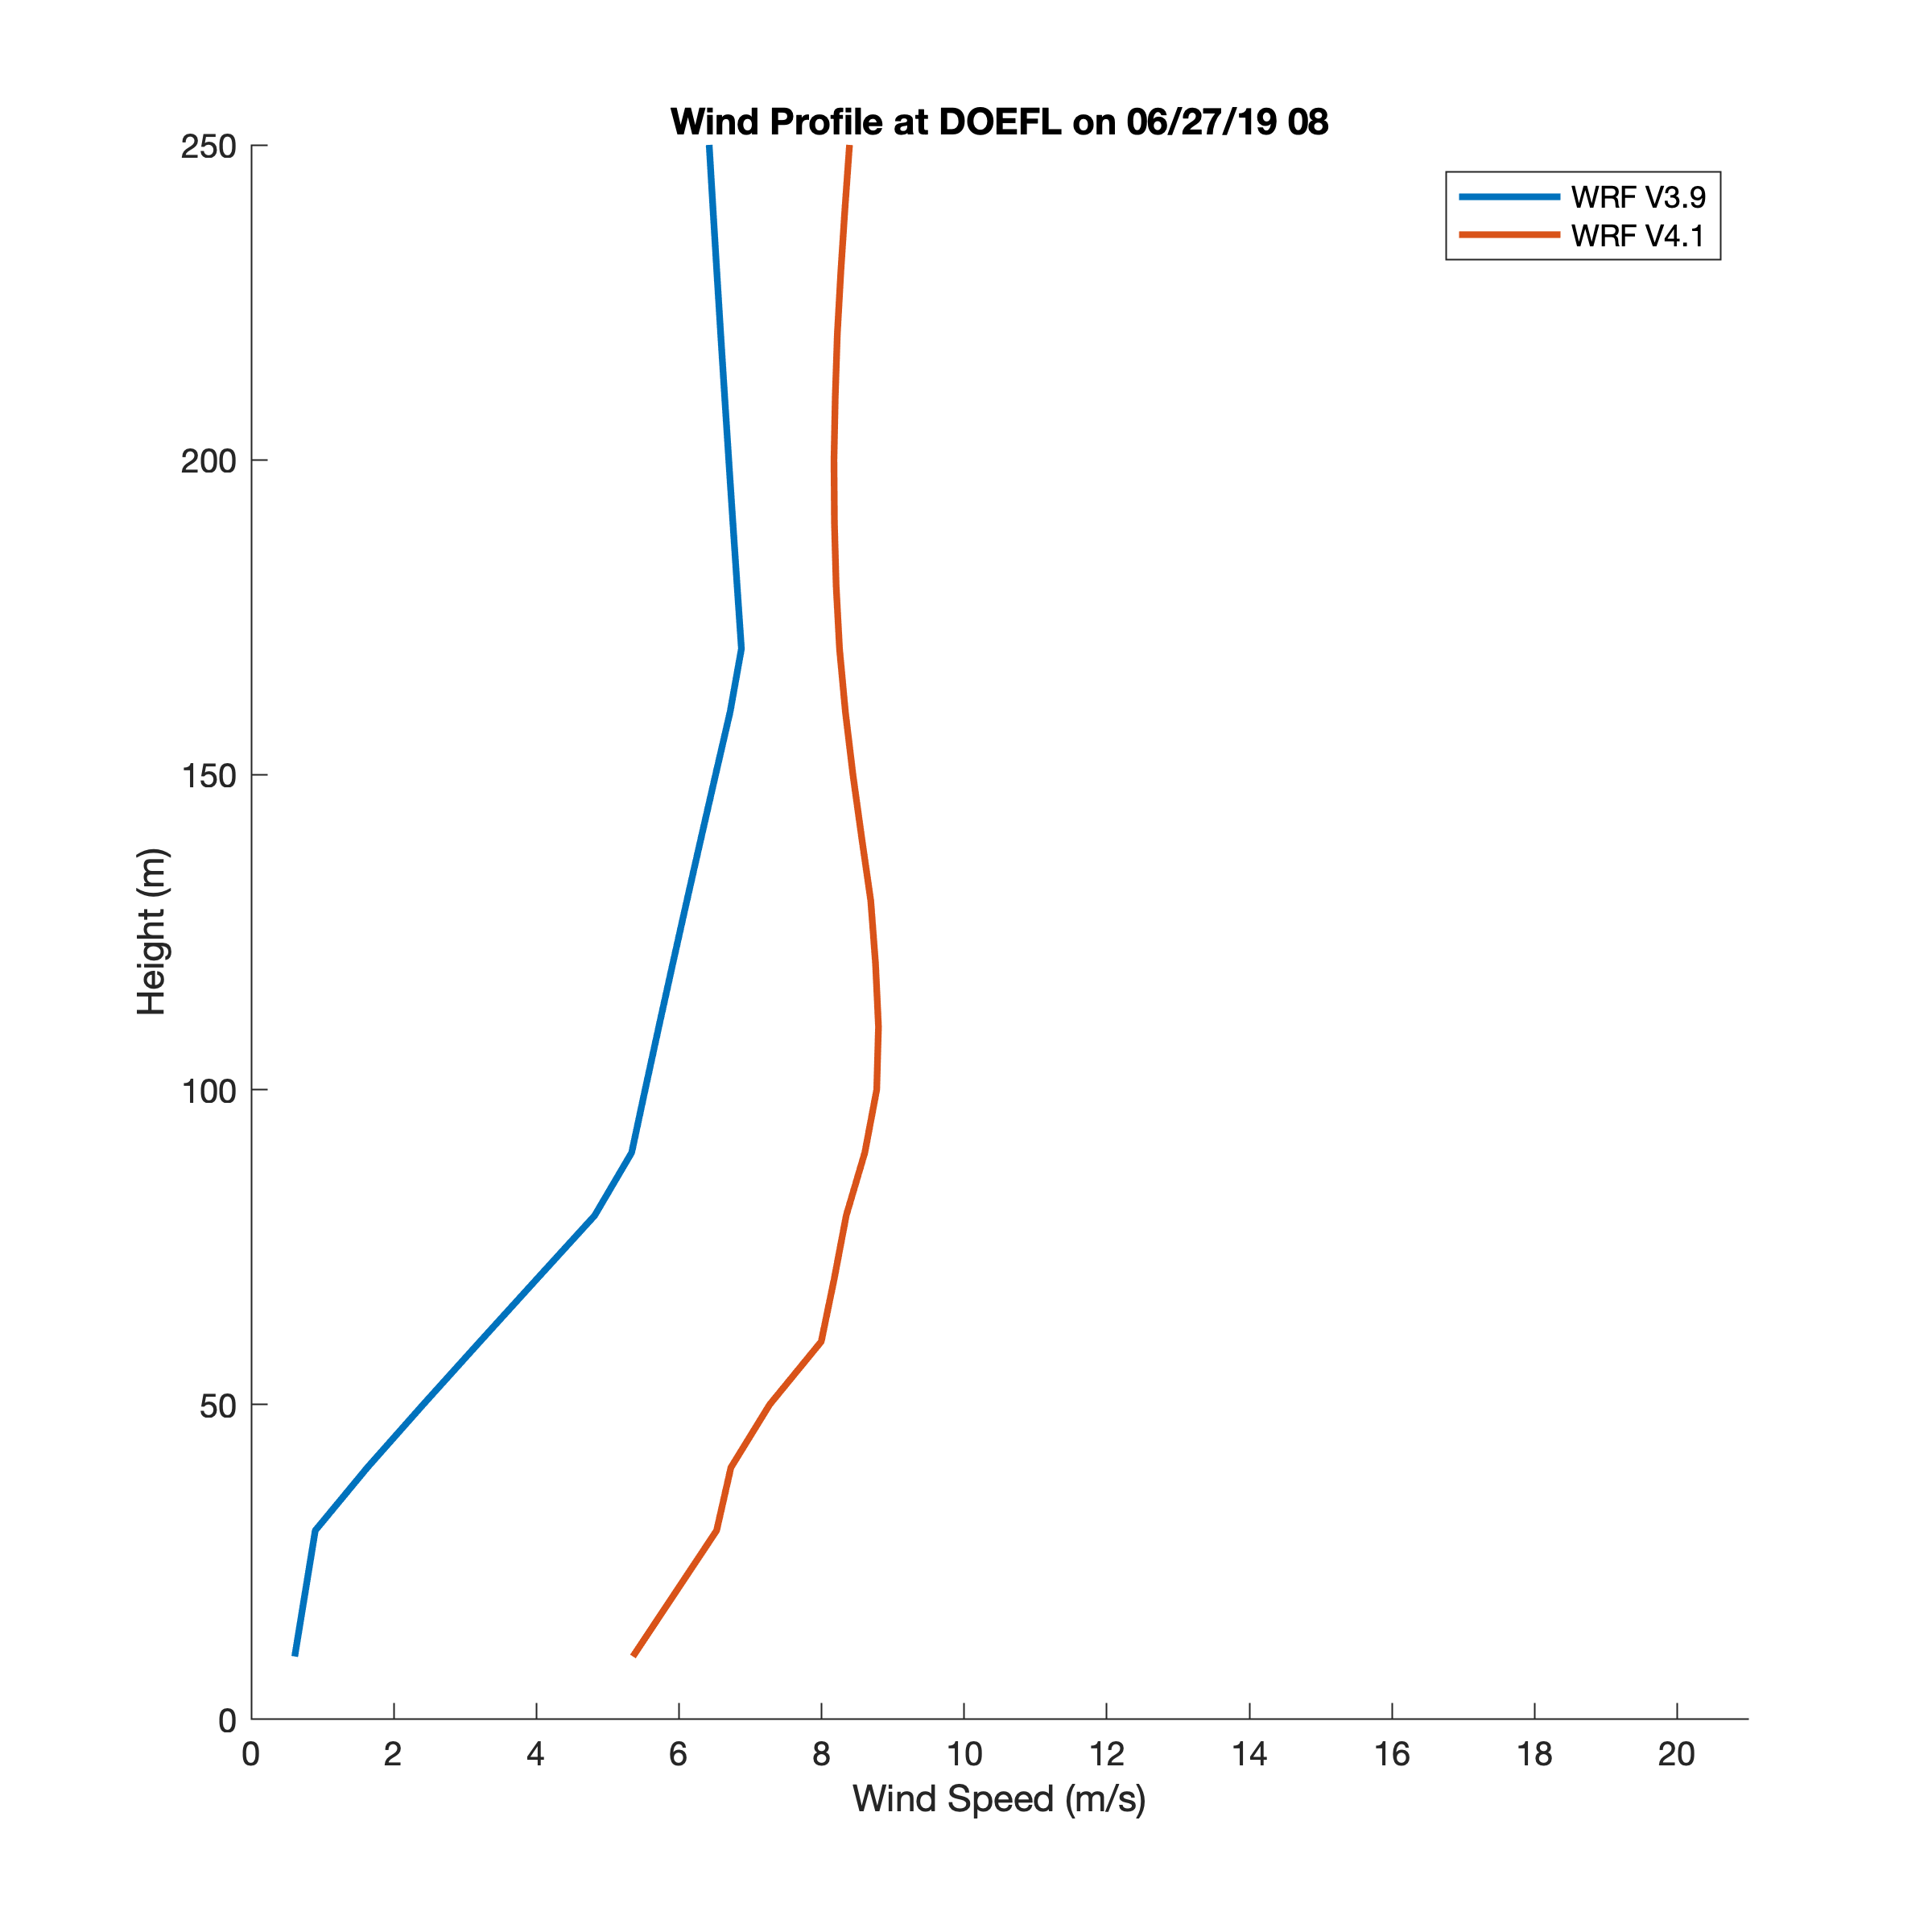 Wind Profile at DOEFL on 06/27/19 08
WRF V3.9
WRF V4.1
250
200
150
100
50
0
Height (m)
0 2 4 6 8 10 12 14 16 18 20
Wind Speed (m/s)